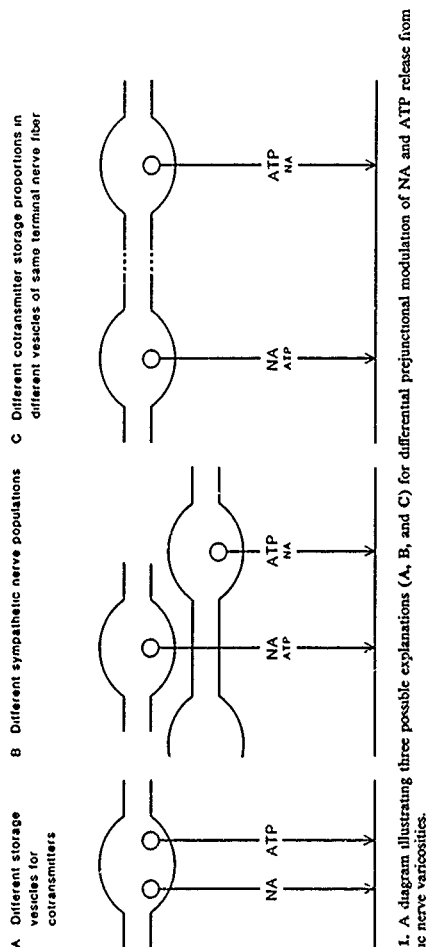 A Different storage
vesicles for
cotransmitters
NA
ATP
B Different sympathetic nerve populations
NA
ATP
ATP
NA
C Different cotransmitter storage proportions in
different vesicles of same terminal nerve fiber
NA
ATP
ATP
NA
1. A diagram illustrating three possible explanations (A, B, and C) for differential prejunctional modulation of NA and ATP release from
varicosities.